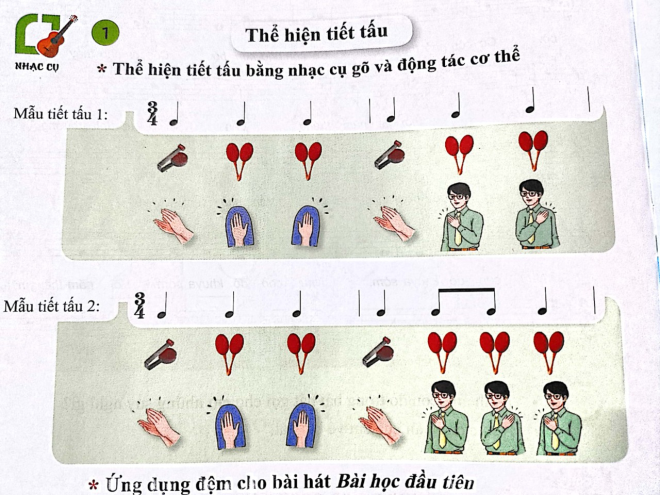 NHẠC CỤ
1
Thể hiện tiết tấu
* Thể hiện tiết tấu bằng nhạc cụ gõ và động tác cơ thể
Mẫu tiết tấu 1:
3
4
Mẫu tiết tấu 2:
3
4
* Ứng dụng đệm cho bài hát Bài học đầu tiên